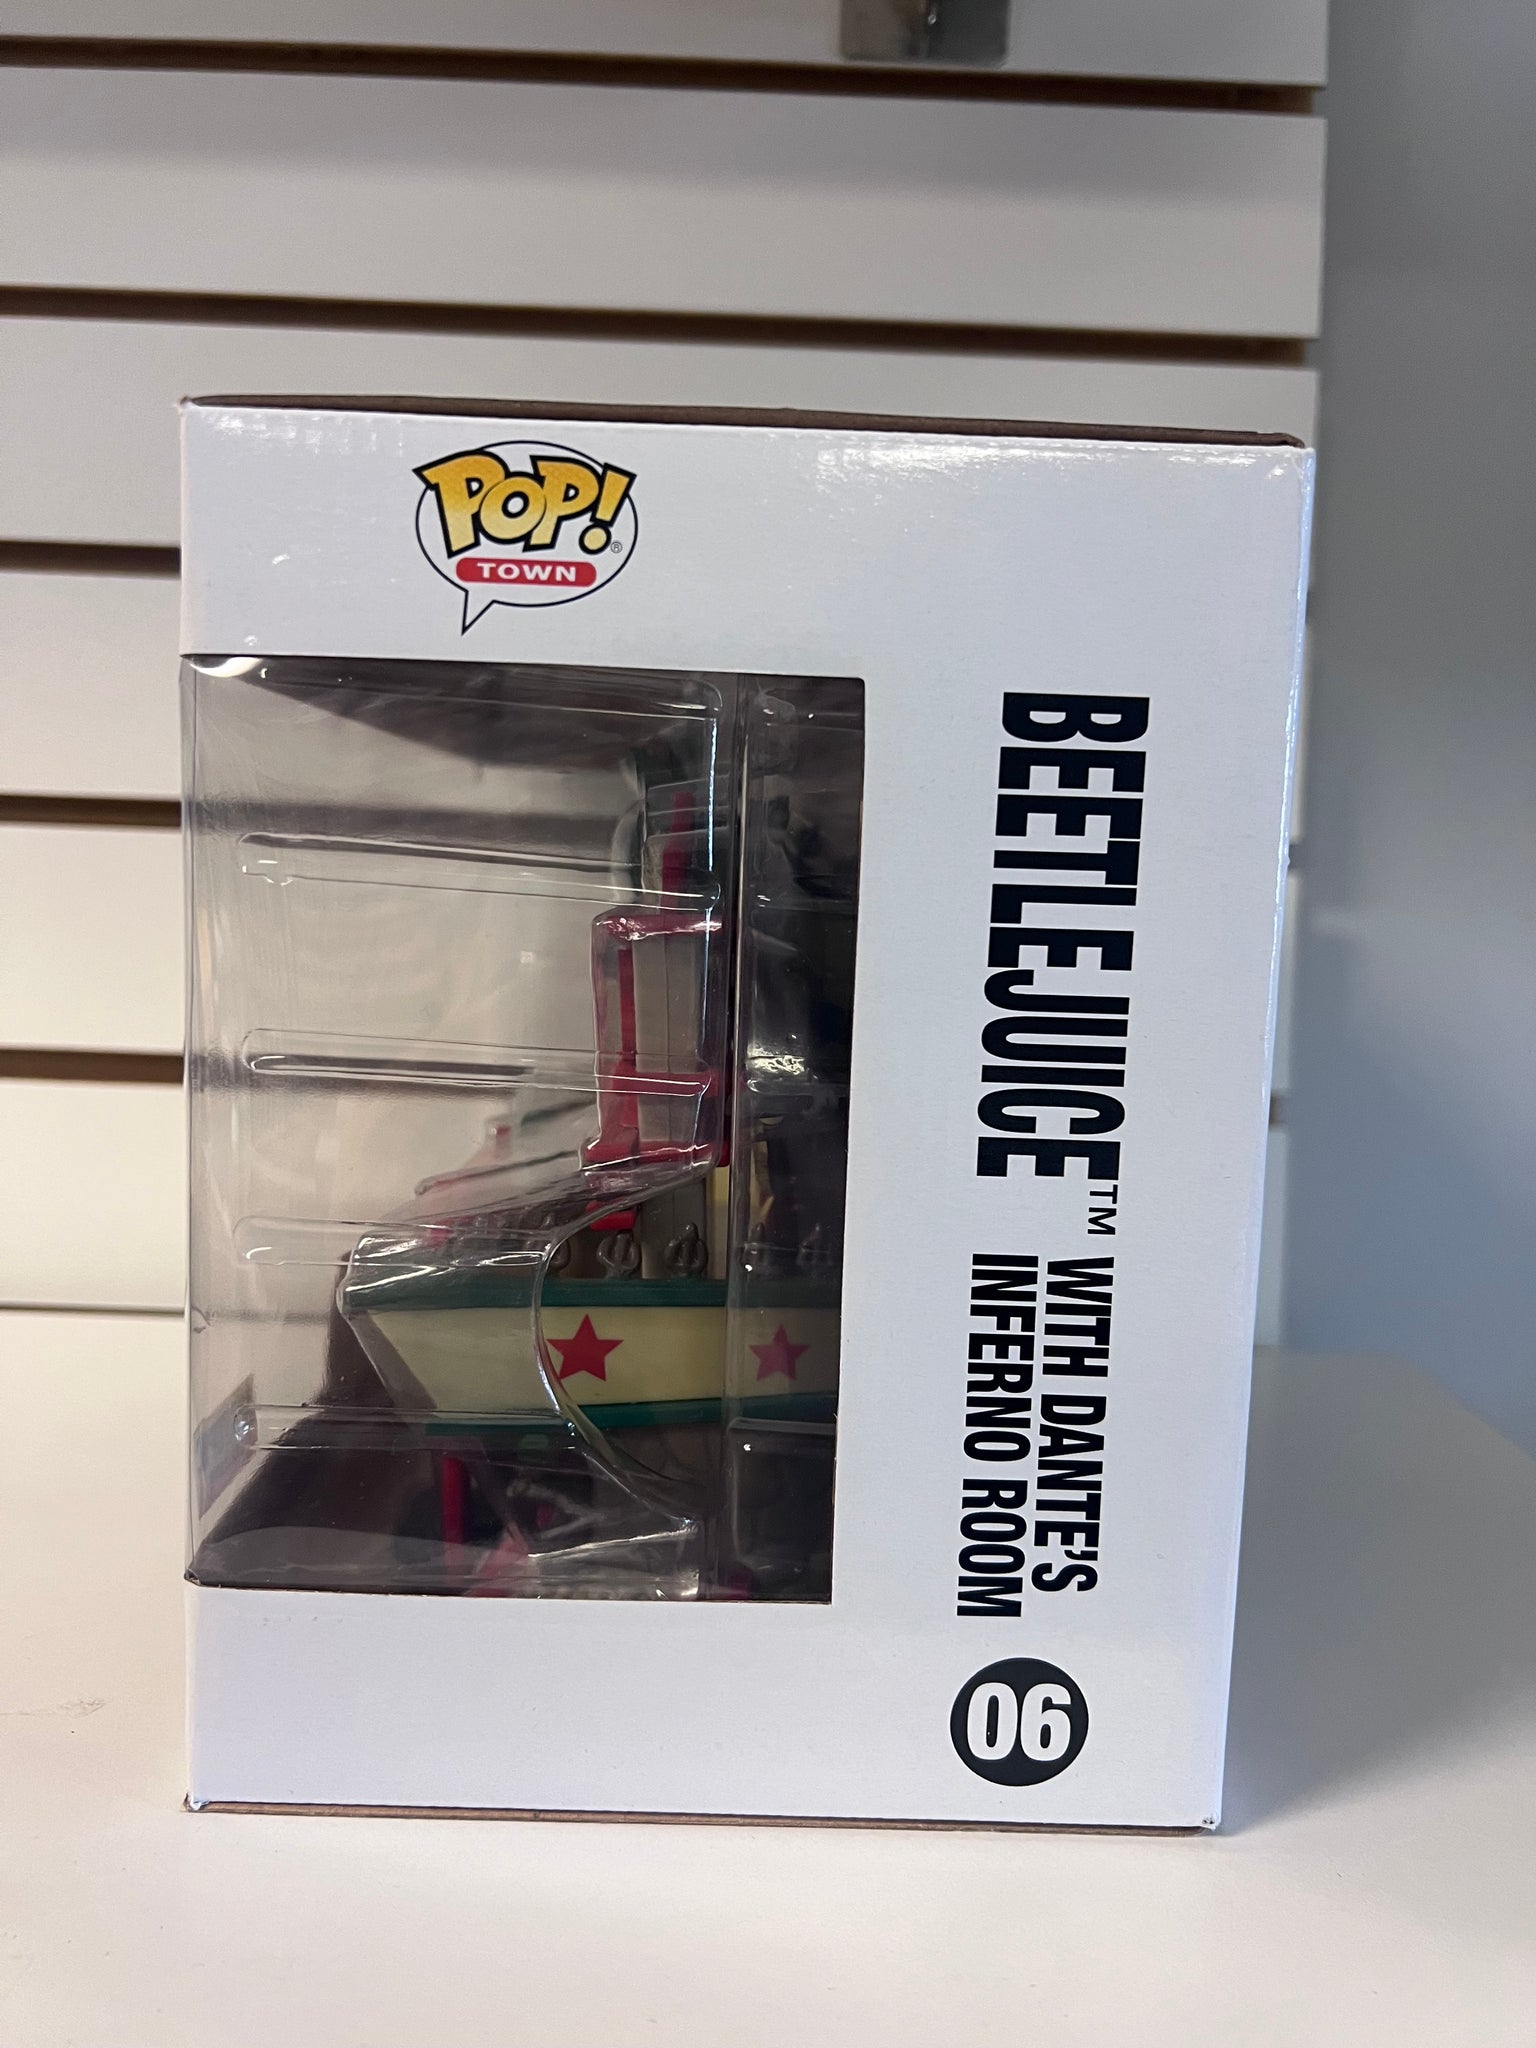 POP!®
TOWN
BEETLEJUICE™ WITH DANTE'S
INFERNO ROOM
06